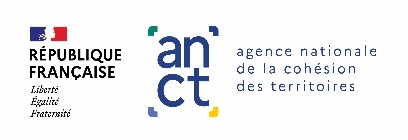 RÉPUBLIQUE
FRANÇAISE
Liberté
Égalité
Fraternité
an
ct
agence nationale
de la cohésion
des territoires